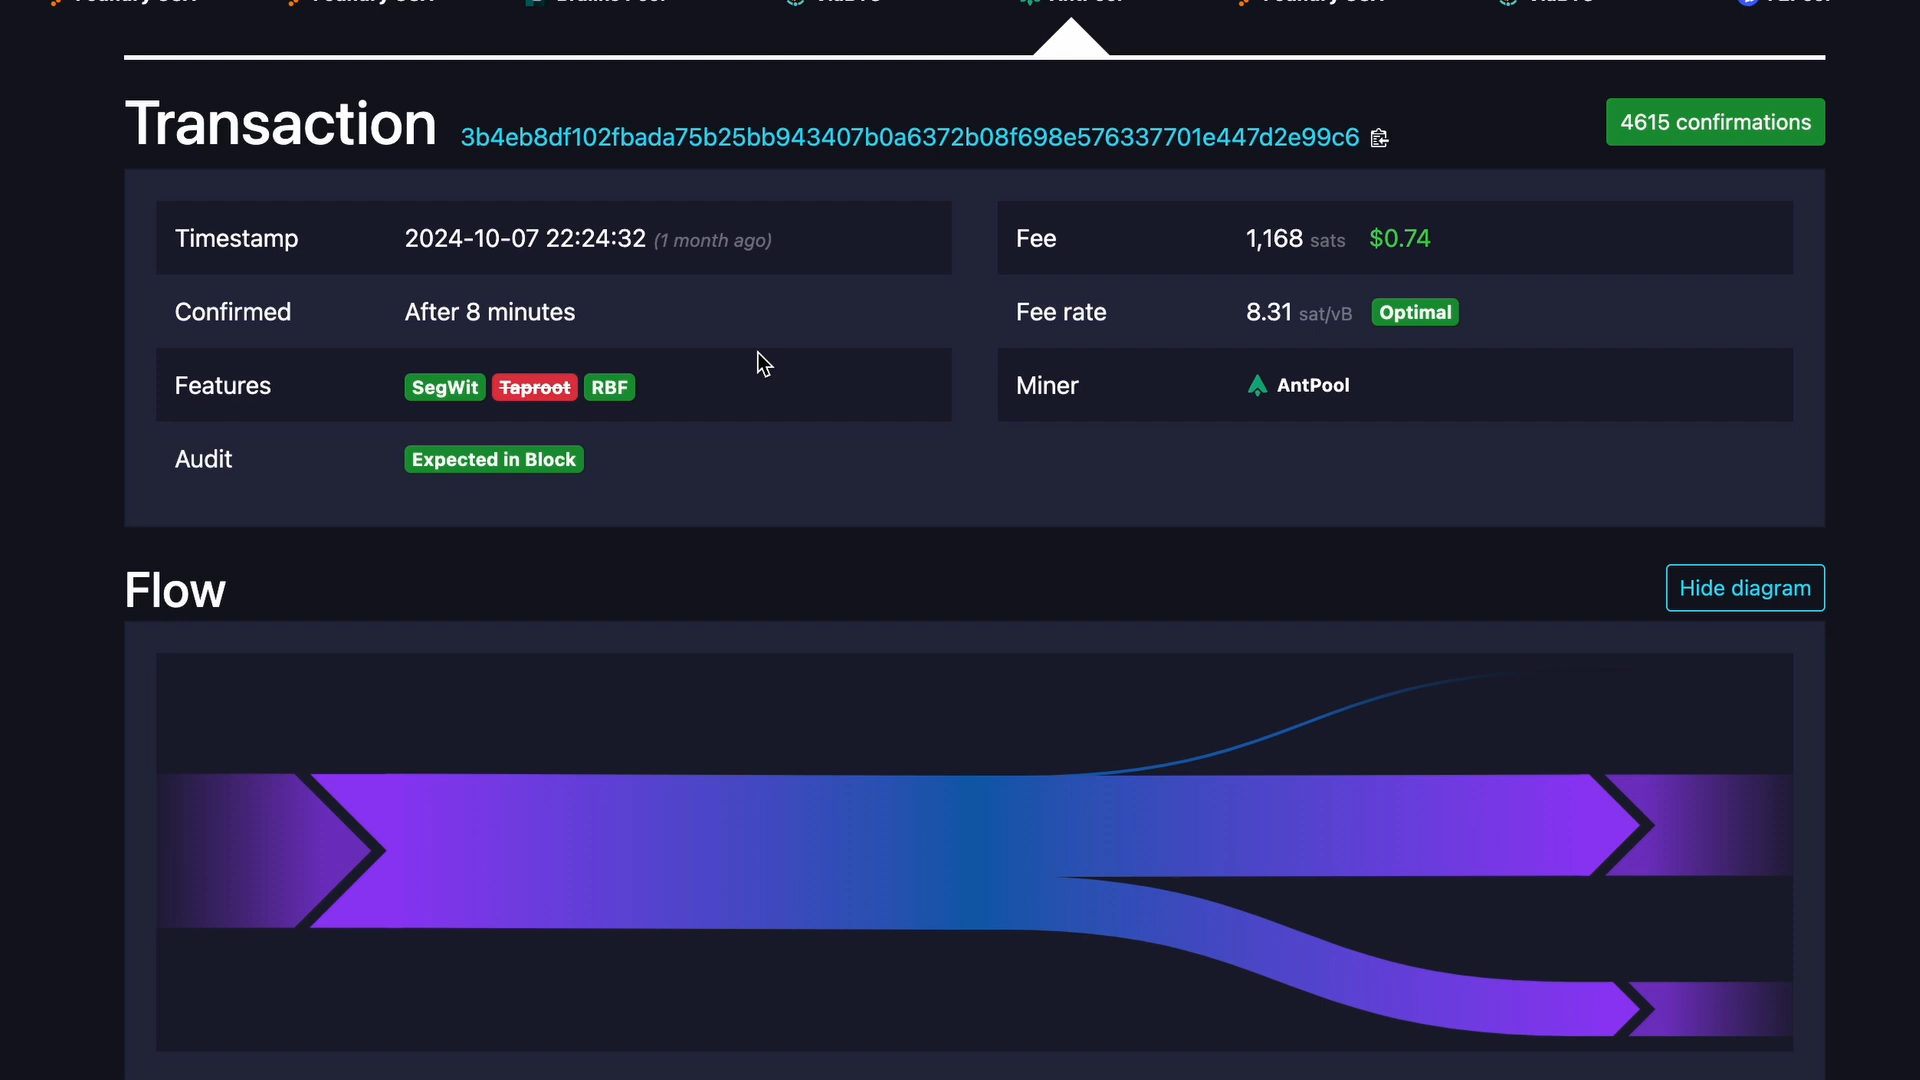 Transaction 3b4eb8df102fbada75b25bb943407b0a6372b08f698e576337701e447d2e99c6 4615 confirmations
Timestamp 2024-10-07 22:24:32 (1 month ago)
Fee 1,168 sats $0.74
Confirmed After 8 minutes
Fee rate 8.31 sat/vB Optimal
Features SegWit Taproot RBF
Miner AntPool
Audit Expected in Block
Flow Hide diagram